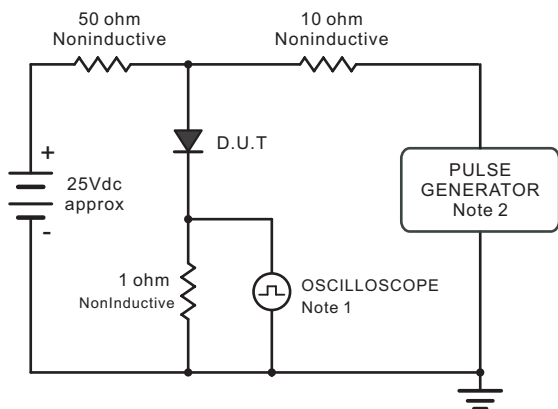 50 ohm
Noninductive
10 ohm
Noninductive
D.U.T
+
25Vdc
approx
-
PULSE
GENERATOR
Note 2
1 ohm
NonInductive
OSCILLOSCOPE
Note 1